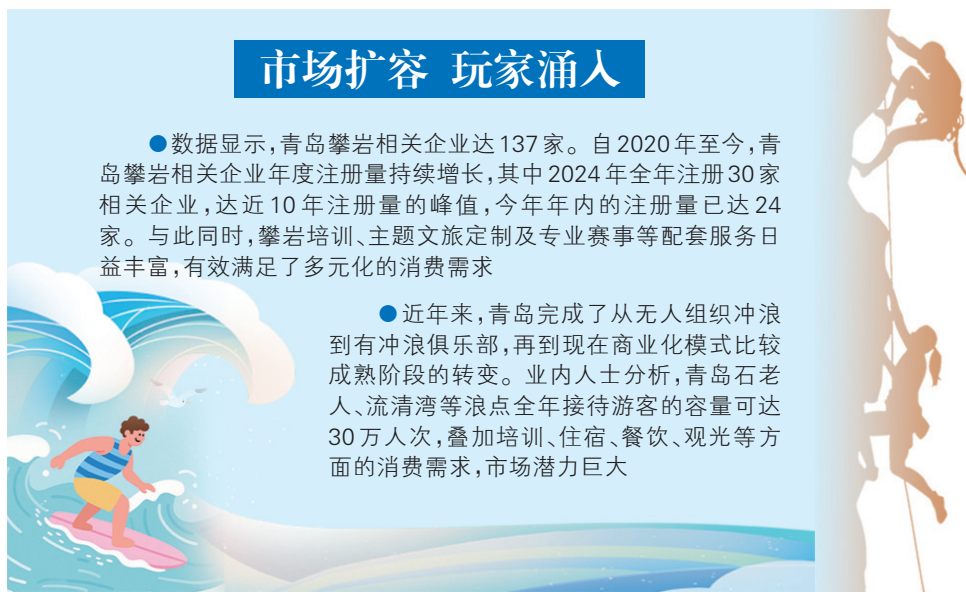 市场扩容 玩家涌入
●数据显示,青岛攀岩相关企业达137家。自2020年至今,青
岛攀岩相关企业年度注册量持续增长,其中2024年全年注册30家
相关企业,达近10年注册量的峰值,今年年内的注册量已达24
家。与此同时,攀岩培训、主题文旅定制及专业赛事等配套服务日
益丰富,有效满足了多元化的消费需求
●近年来,青岛完成了从无人组织冲浪
到有冲浪俱乐部,再到现在商业化模式比较
成熟阶段的转变。业内人士分析,青岛石老
人、流清湾等浪点全年接待游客的容量可达
30万人次,叠加培训、住宿、餐饮、观光等方
面的消费需求,市场潜力巨大